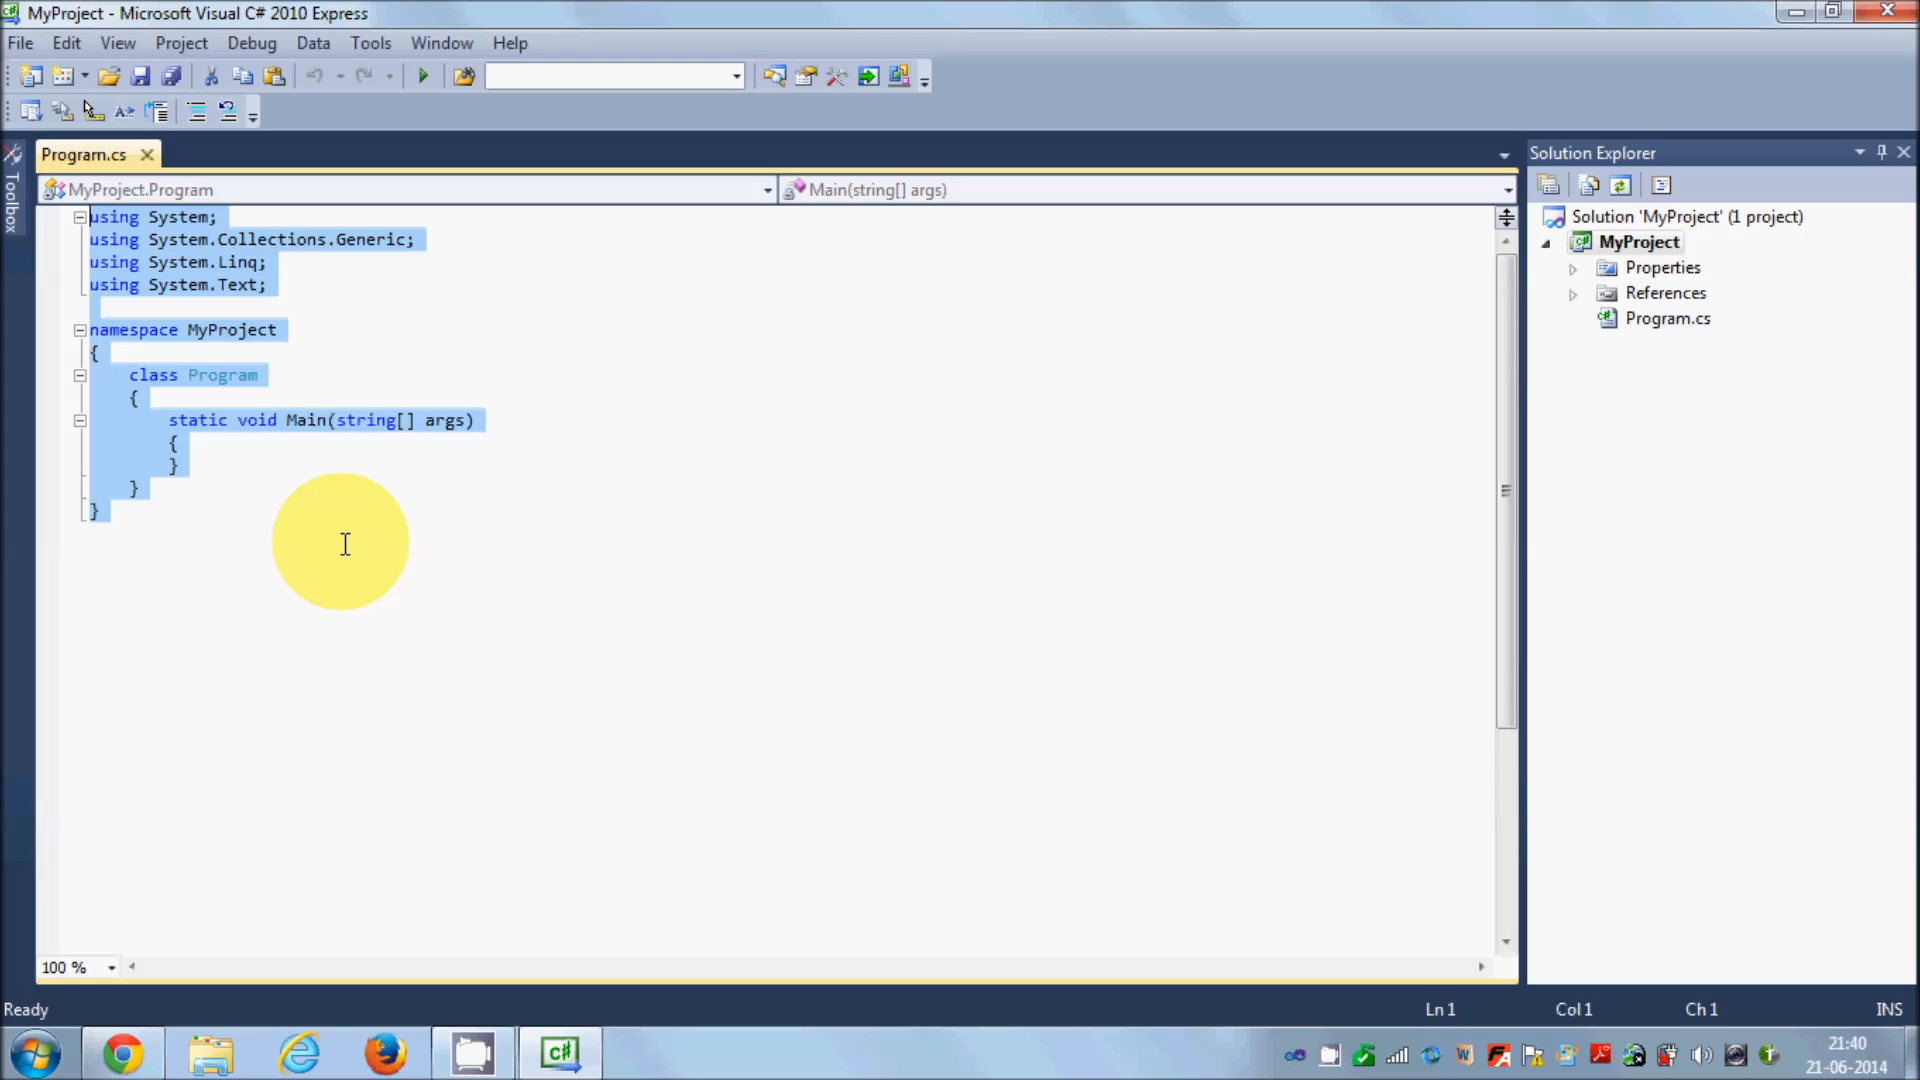 MyProject - Microsoft Visual C# 2010 Express
File Edit View Project Debug Data Tools Window Help
Toolbox
Program.cs
MyProject.Program
Main(string[] args)
using System;
using System.Collections.Generic;
using System.Linq;
using System.Text;
namespace MyProject
{
class Program
{
static void Main(string[] args)
{
}
}
}
100 %
Solution Explorer
Solution 'MyProject' (1 project)
MyProject
Properties
References
Program.cs
Ready
Ln 1 Col 1 Ch 1 INS
21:40
21-06-2014